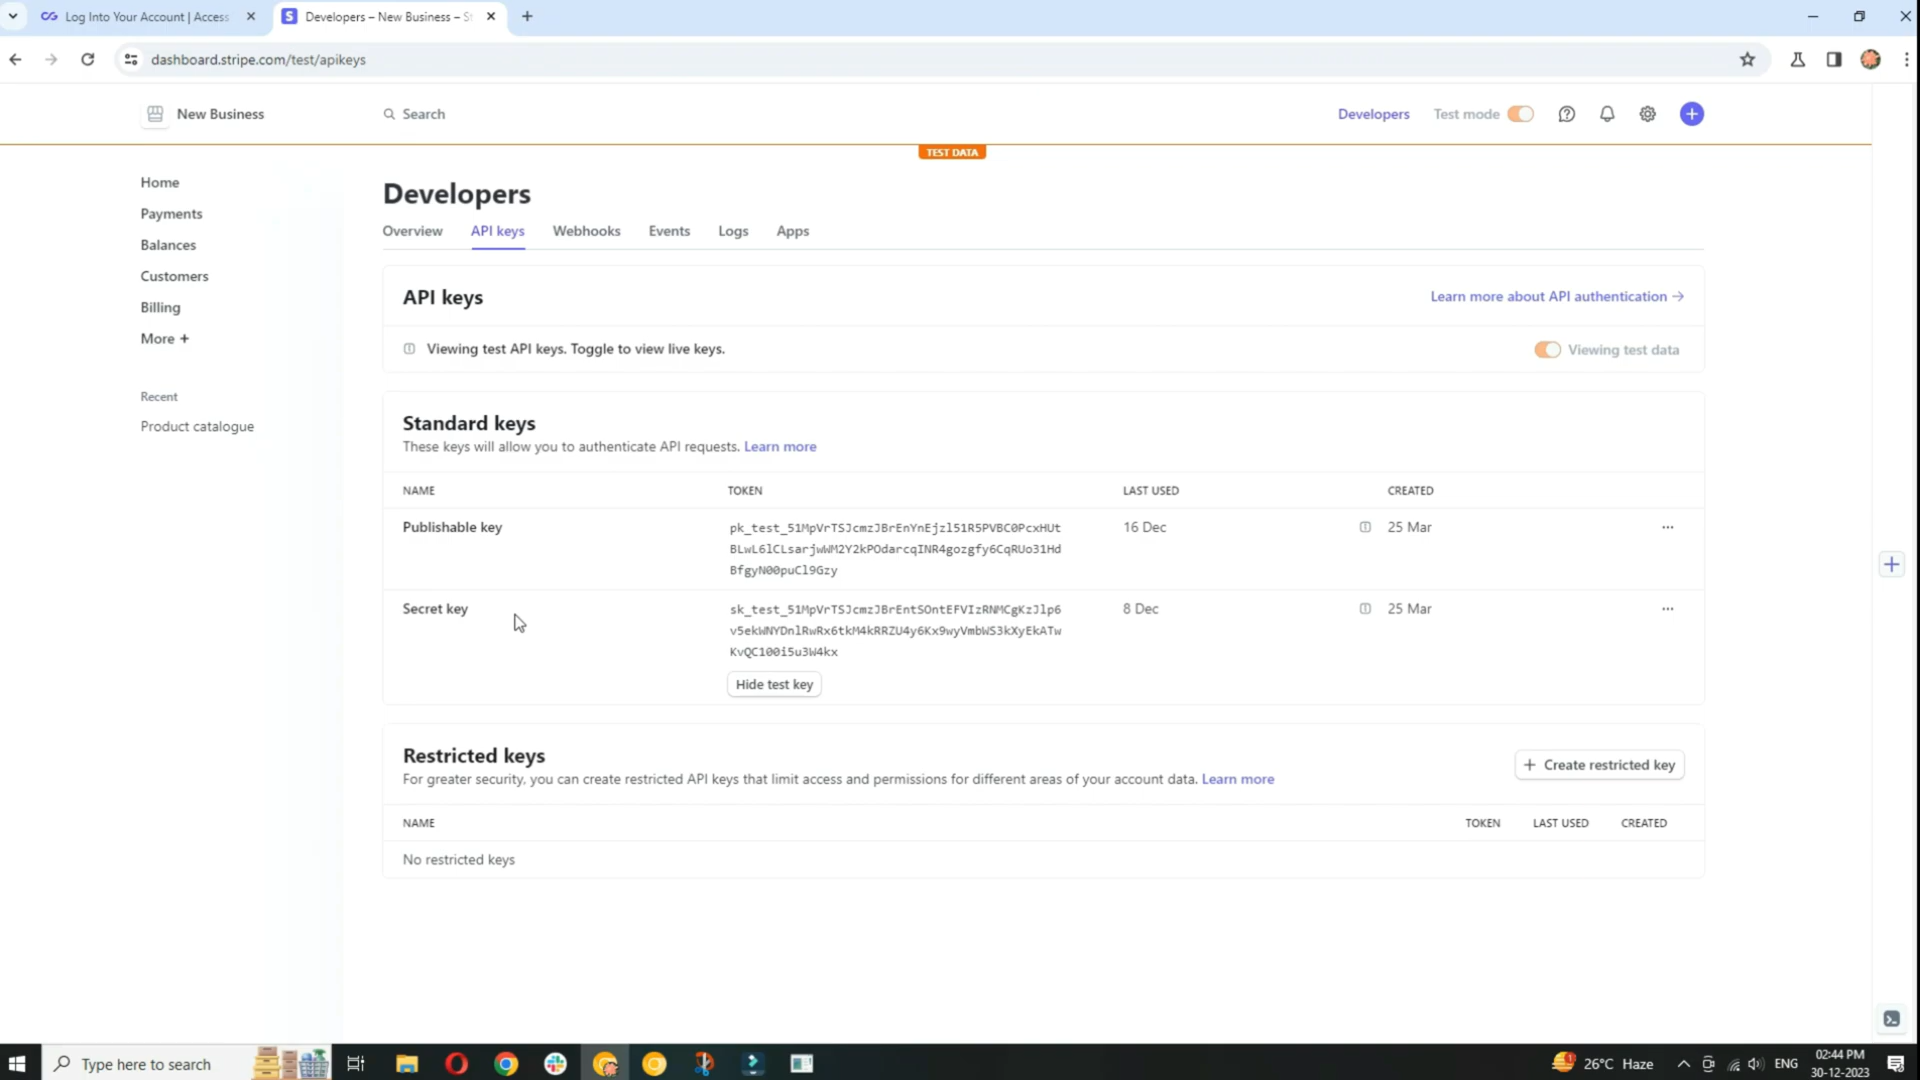 Log Into Your Account | Access
Developers – New Business – St
dashboard.stripe.com/test/apikeys
New Business
Search
Developers
Test mode
TEST DATA
Home
Payments
Balances
Customers
Billing
More +
Recent
Product catalogue
Developers
Overview
API keys
Webhooks
Events
Logs
Apps
API keys
Learn more about API authentication →
Viewing test API keys. Toggle to view live keys.
Viewing test data
Standard keys
These keys will allow you to authenticate API requests. Learn more
NAME TOKEN LAST USED CREATED
Publishable key
pk_test_51MpVrTSJcmzJBrEnYnEjzl51R5PVBC0PcxHUt
BLwL6lCLsarjwWM2Y2kPOdarcqINR4gozgfy6CqRUo31Hd
BfgyN00puCl9Gzy
16 Dec
25 Mar
Secret key
sk_test_51MpVrTSJcmzJBrEntSOntEFVIzRNMCgKzJlp6
v5ekWNYDnlRwRx6tkM4kRRZU4y6Kx9wyVmbWS3kXyEkATw
KvQC100i5u3W4kx
8 Dec
25 Mar
Hide test key
Restricted keys
For greater security, you can create restricted API keys that limit access and permissions for different areas of your account data. Learn more
+ Create restricted key
NAME TOKEN LAST USED CREATED
No restricted keys
Type here to search
26°C Haze
ENG
02:44 PM
30-12-2023